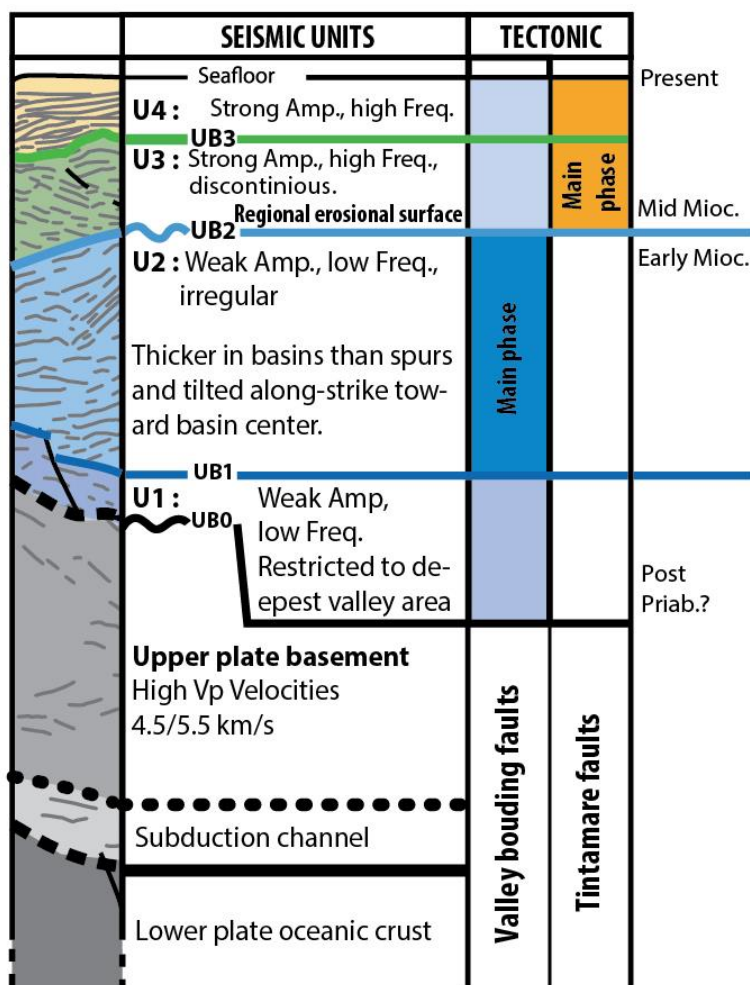 SEISMIC UNITS
TECTONIC
Seafloor
Present
U4 : Strong Amp., high Freq.
UB3
U3 : Strong Amp., high Freq.,
discontinious.
Main
phase
Mid Mioc.
Regional erosional surface
UB2
Early Mioc.
U2 : Weak Amp., low Freq.,
irregular
Thicker in basins than spurs
and tilted along-strike tow-
ard basin center.
Main phase
UB1
U1 : Weak Amp,
UB0
low Freq.
Restricted to de-
epest valley area
Post
Priab.?
Upper plate basement
High Vp Velocities
4.5/5.5 km/s
Subduction channel
Lower plate oceanic crust
Valley bouding faults
Tintamare faults